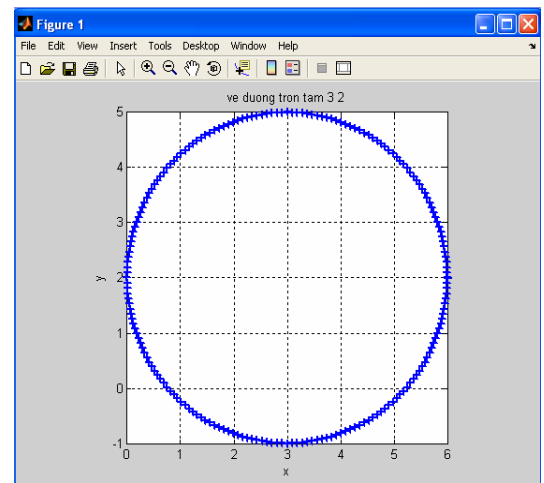 Figure 1
File Edit View Insert Tools Desktop Window Help
ve duong tron tam 3 2
5
4
3
2
1
0
-1
y
0 1 2 3 4 5 6
x